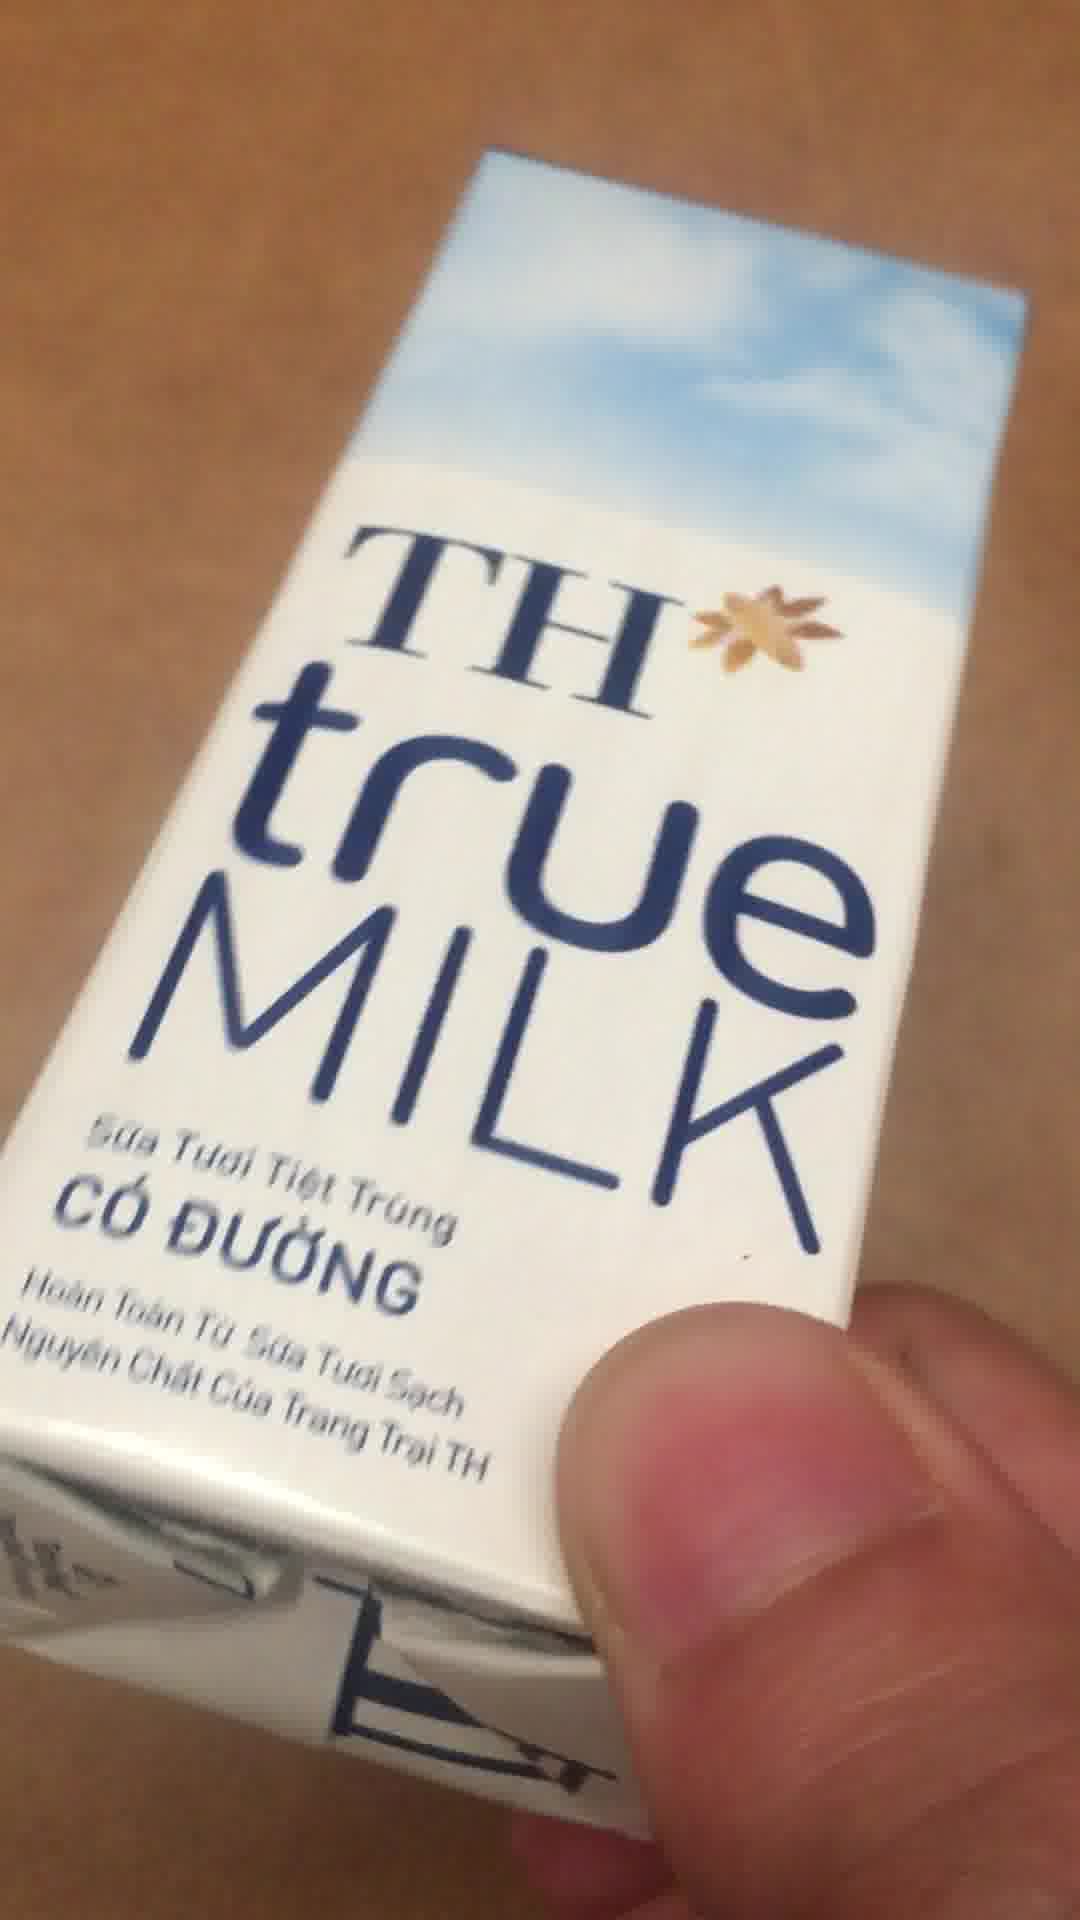 TH
true
MILK
Sữa Tươi Tiệt Trùng
CÓ ĐƯỜNG
Hoàn Toàn Từ Sữa Tươi Sạch
Nguyên Chất Của Trang Trại TH